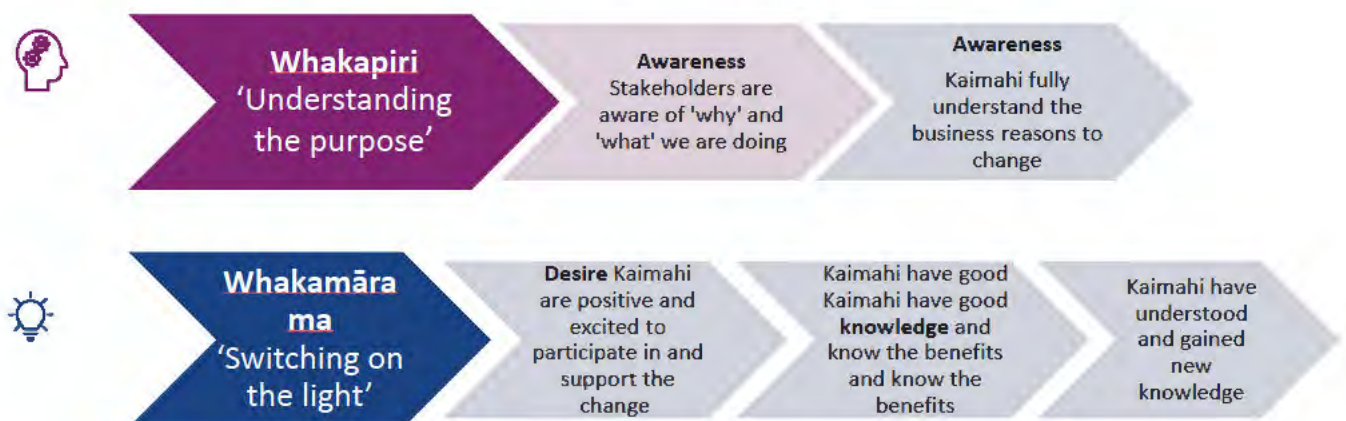 Whakapiri
‘Understanding
the purpose’
Awareness
Stakeholders are
aware of 'why' and
'what' we are doing
Awareness
Kaimahi fully
understand the
business reasons to
change
Whakamāra
ma
‘Switching on
the light’
Desire Kaimahi
are positive and
excited to
participate in and
support the
change
Kaimahi have good
Kaimahi have good
knowledge and
know the benefits
and know the
benefits
Kaimahi have
understood
and gained
new
knowledge